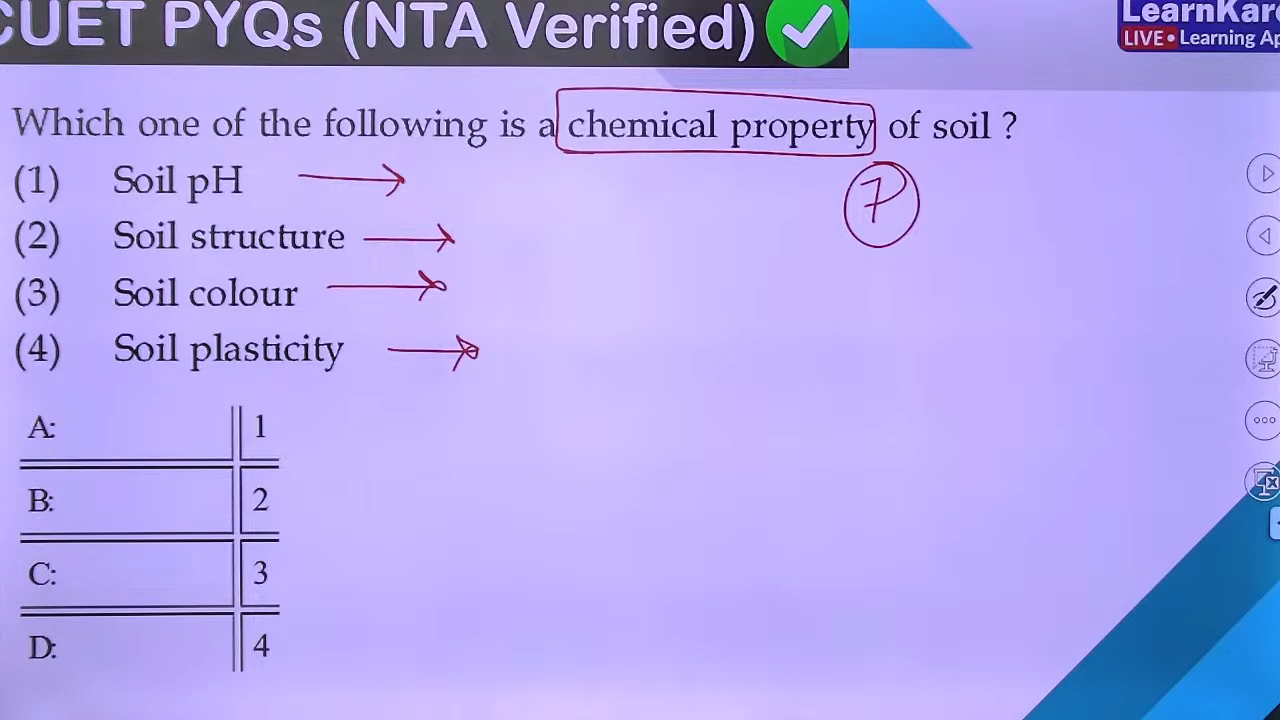 CUET PYQs (NTA Verified)
LearnKar
LIVE • Learning Ap
Which one of the following is a chemical property of soil ?
(1) Soil pH
(2) Soil structure
(3) Soil colour
(4) Soil plasticity
A: 1
B: 2
C: 3
D: 4